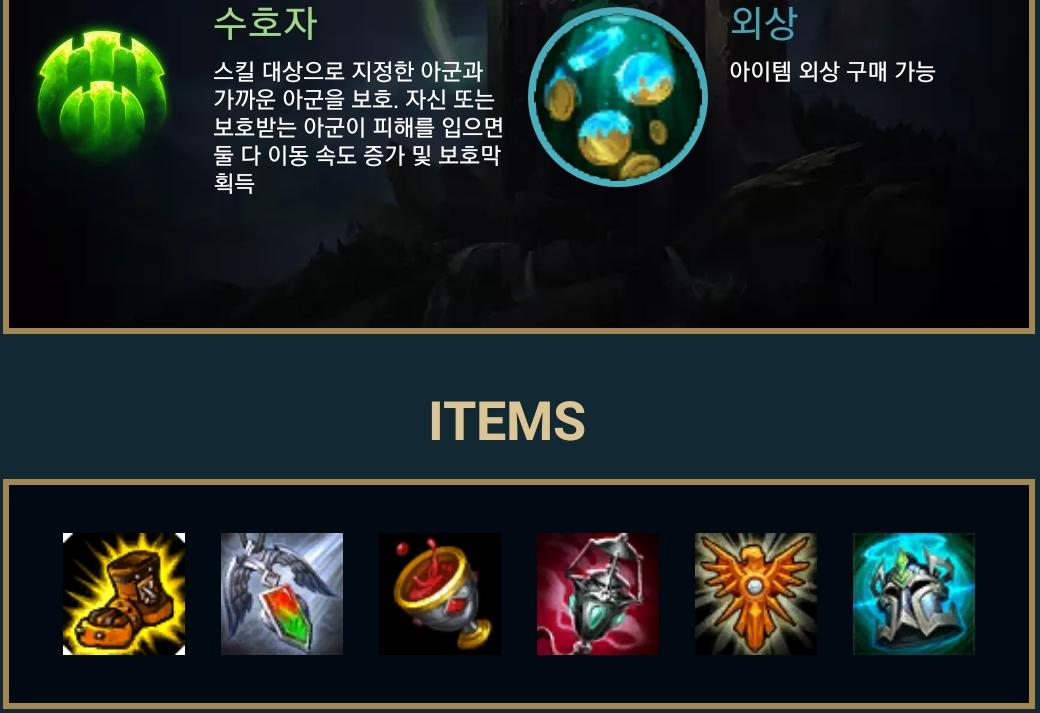 수호자
스킬 대상으로 지정한 아군과
가까운 아군을 보호. 자신 또는
보호받는 아군이 피해를 입으면
둘 다 이동 속도 증가 및 보호막
획득
외상
아이템 외상 구매 가능
ITEMS